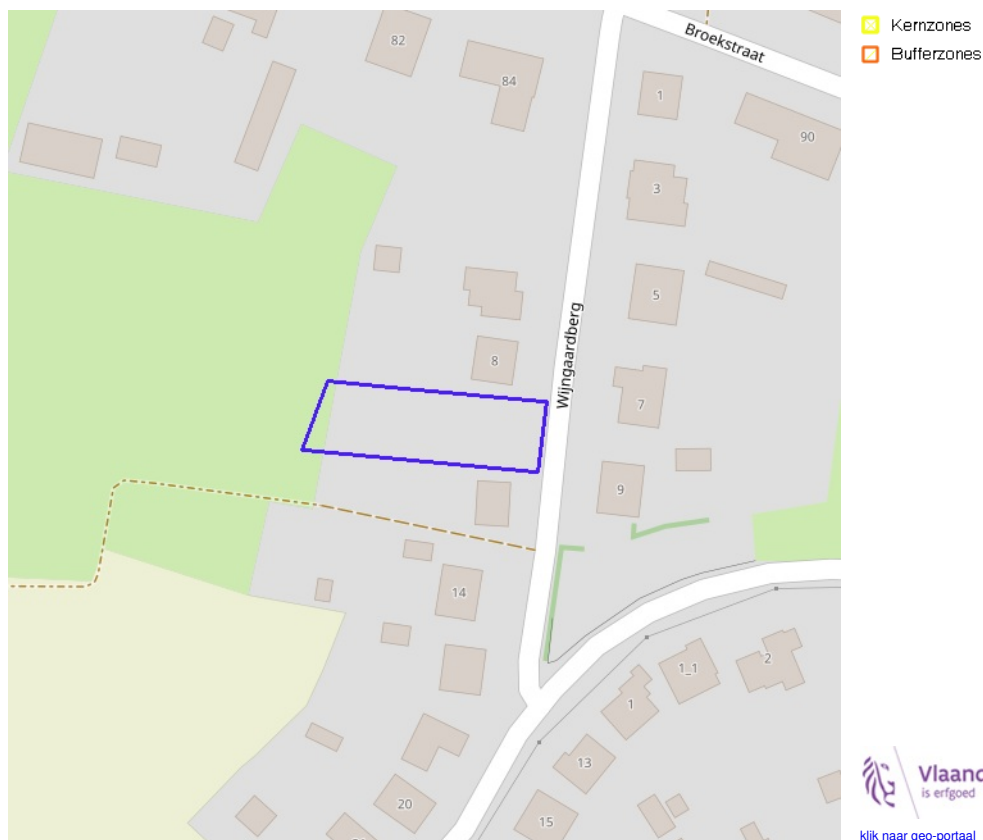 Kernzones
Bufferzones
Broekstraat
82
84
1
90
3
5
Wijngaardberg
8
7
9
14
1_1
2
1
13
20
15
is erfgoed
klik naar geo-portaal